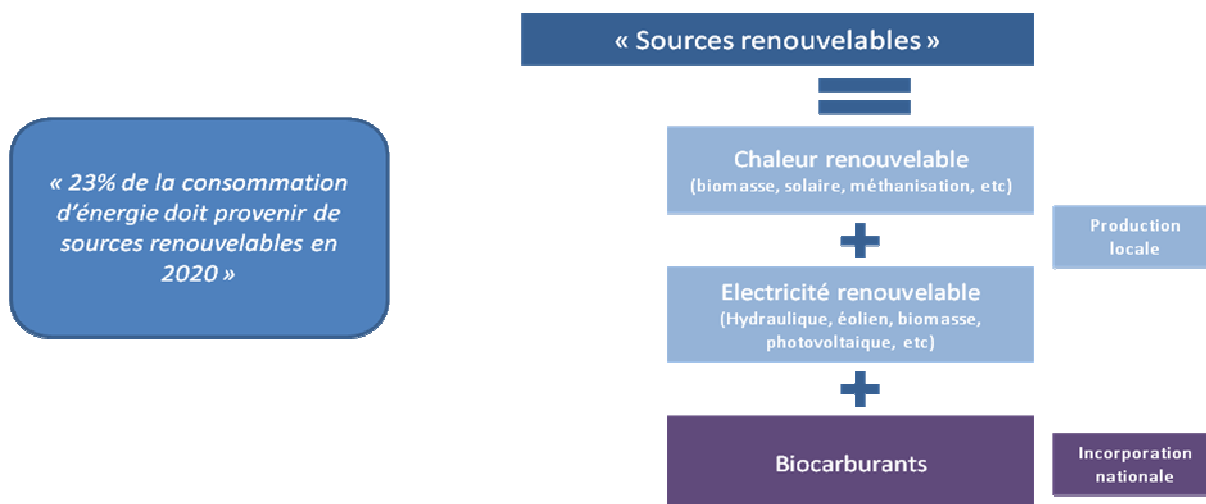 « Sources renouvelables »
« 23% de la consommation
d’énergie doit provenir de
sources renouvelables en
2020 »
Chaleur renouvelable
(biomasse, solaire, méthanisation, etc)
Production
locale
Electricité renouvelable
(Hydraulique, éolien, biomasse,
photovoltaique, etc)
Biocarburants
Incorporation
nationale